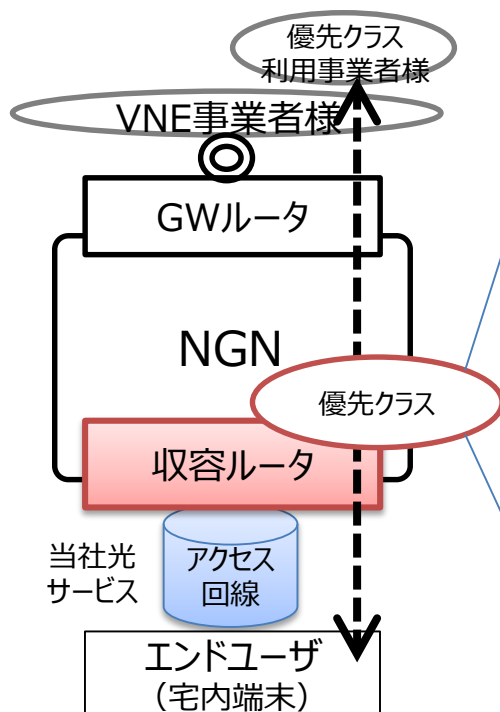 優先クラス
利用事業者様
VNE事業者様
GWルータ
NGN
優先クラス
収容ルータ
当社光
サービス
アクセス
回線
エンドユーザ
（宅内端末）